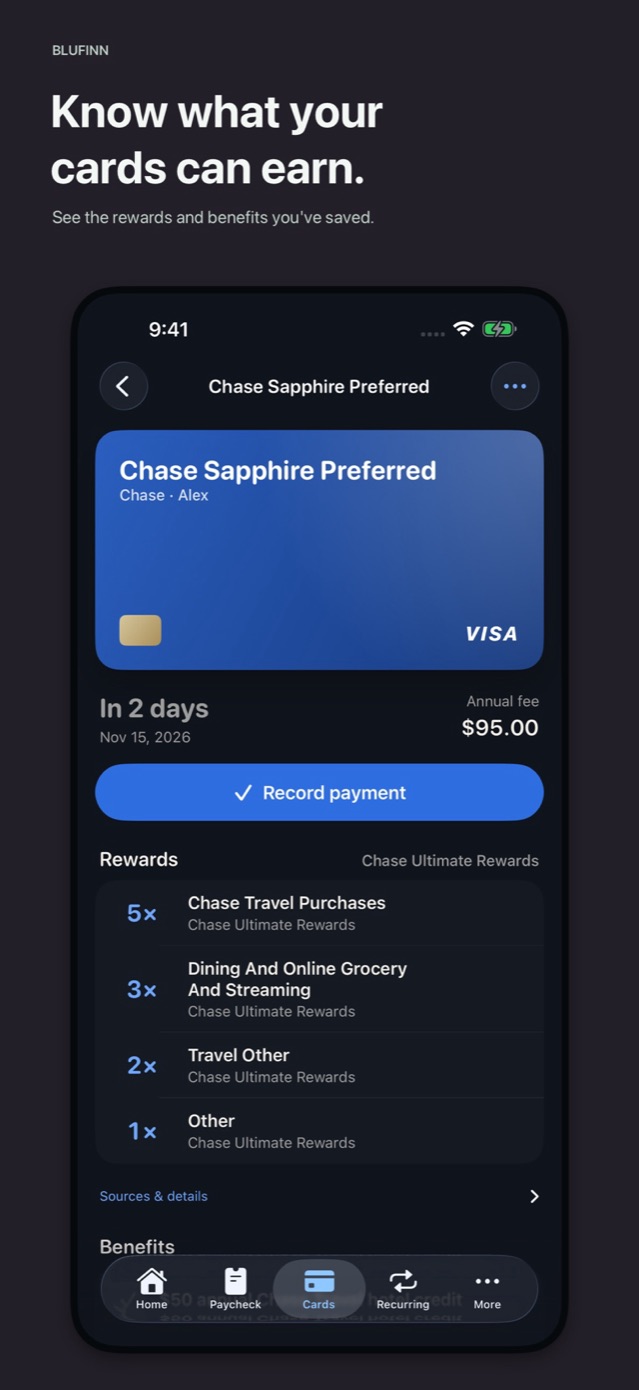 BLUFINN
Know what your
cards can earn.
See the rewards and benefits you've saved.
9:41
Chase Sapphire Preferred
Chase Sapphire Preferred
Chase · Alex
VISA
In 2 days
Nov 15, 2026
Annual fee
$95.00
Record payment
Rewards
Chase Ultimate Rewards
5×
Chase Travel Purchases
Chase Ultimate Rewards
3×
Dining And Online Grocery
And Streaming
Chase Ultimate Rewards
2×
Travel Other
Chase Ultimate Rewards
1×
Other
Chase Ultimate Rewards
Sources & details
Benefits
$50 annual hotel credit
Home
Paycheck
Cards
Recurring
More